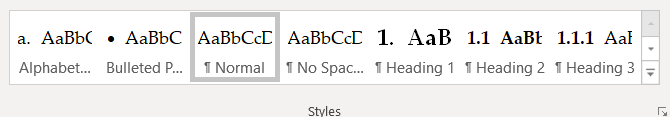 a. AaBbC • AaBbC AaBbCcD AaBbCcD 1. AaB 1.1 AaBb 1.1.1 AaB
Alphabet... Bulleted P... ¶ Normal ¶ No Spac... ¶ Heading 1 ¶ Heading 2 ¶ Heading 3
Styles